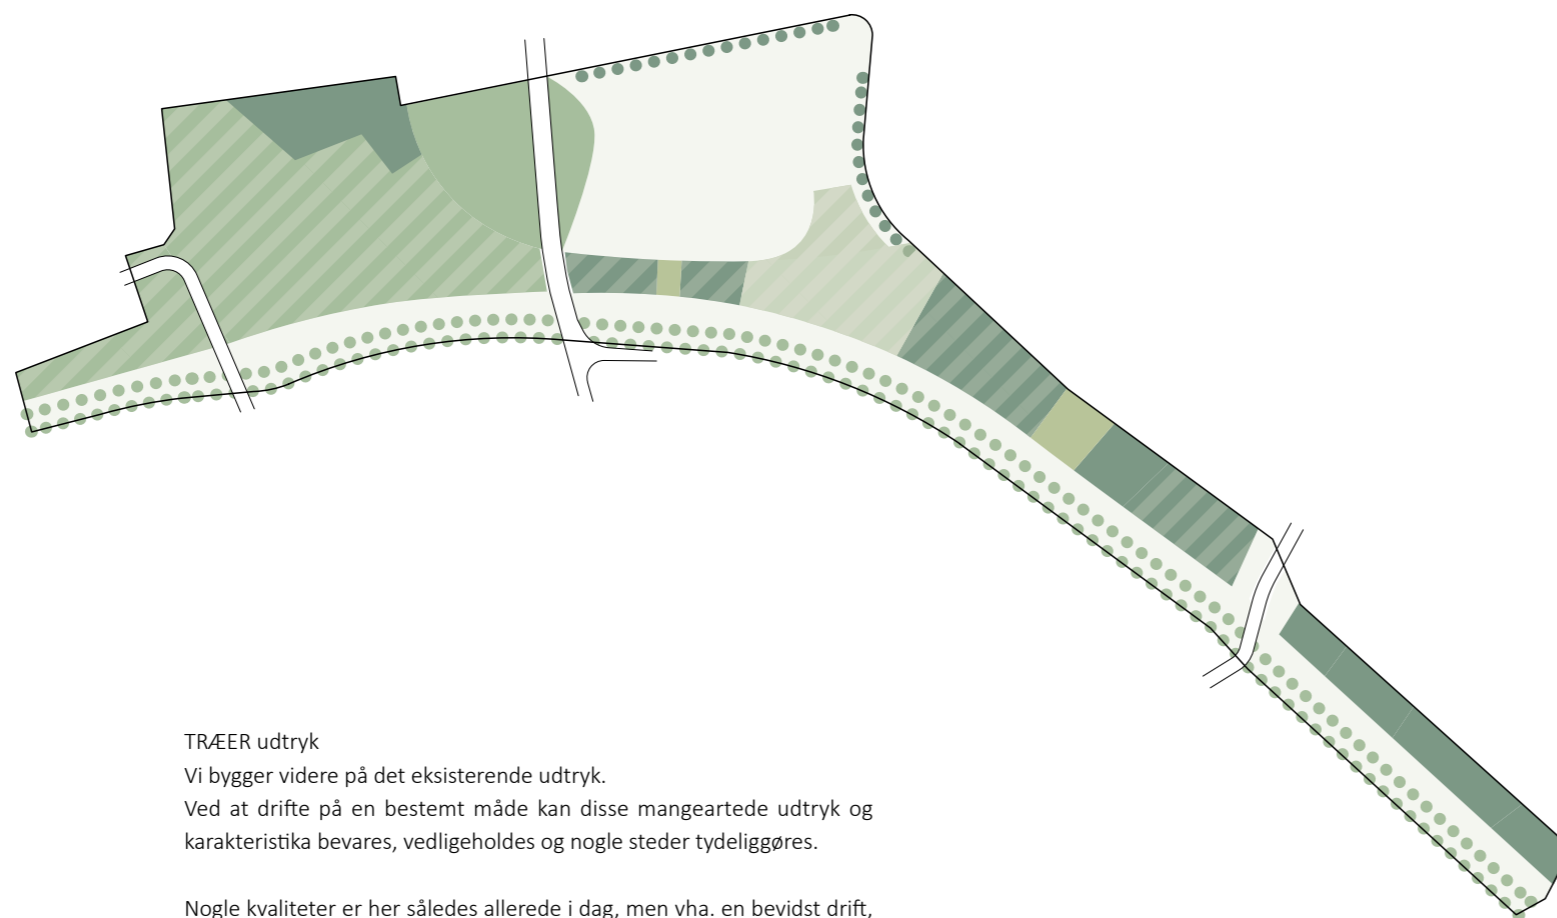 TRÆER udtryk
Vi bygger videre på det eksisterende udtryk.
Ved at drifte på en bestemt måde kan disse mangeartede udtryk og
karakteristika bevares, vedligeholdes og nogle steder tydeliggøres.
Nogle kvaliteter er her således allerede i dag, men vha. en bevidst drift,